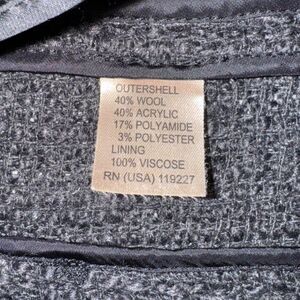 OUTERSHELL
40% WOOL
40% ACRYLIC
17% POLYAMIDE
3% POLYESTER
LINING
100% VISCOSE
RN (USA) 119227